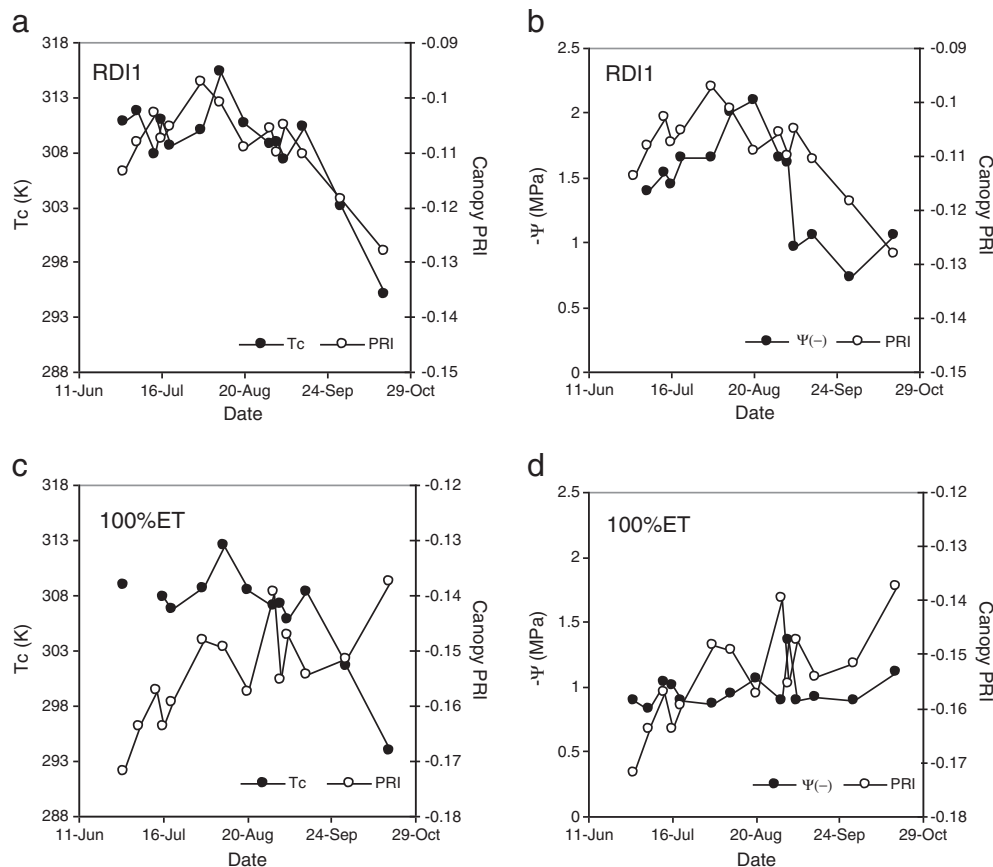 a
b
318
-0.09
2.5
-0.09
RDI1
RDI1
313
-0.1
2
-0.1
308
-0.11
1.5
-0.11
Tc (K)
303
-0.12
Canopy PRI
-Ψ (MPa)
1
-0.12
Canopy PRI
298
-0.13
-0.13
293
-0.14
0.5
-0.14
Tc PRI
Ψ(−) PRI
288
-0.15
0
-0.15
11-Jun 16-Jul 20-Aug 24-Sep 29-Oct
11-Jun 16-Jul 20-Aug 24-Sep 29-Oct
Date
Date
c
d
318
-0.12
2.5
-0.12
100%ET
100%ET
313
-0.13
2
-0.13
308
-0.14
1.5
-0.14
Tc (K)
303
-0.15
Canopy PRI
-Ψ (MPa)
1
-0.15
Canopy PRI
298
-0.16
-0.16
293
-0.17
0.5
-0.17
Tc PRI
Ψ(−) PRI
288
-0.18
0
-0.18
11-Jun 16-Jul 20-Aug 24-Sep 29-Oct
11-Jun 16-Jul 20-Aug 24-Sep 29-Oct
Date
Date